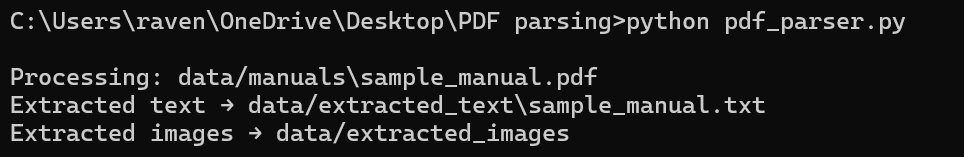 C:\Users\raven\OneDrive\Desktop\PDF parsing>python pdf_parser.py
Processing: data/manuals\sample_manual.pdf
Extracted text → data/extracted_text\sample_manual.txt
Extracted images → data/extracted_images